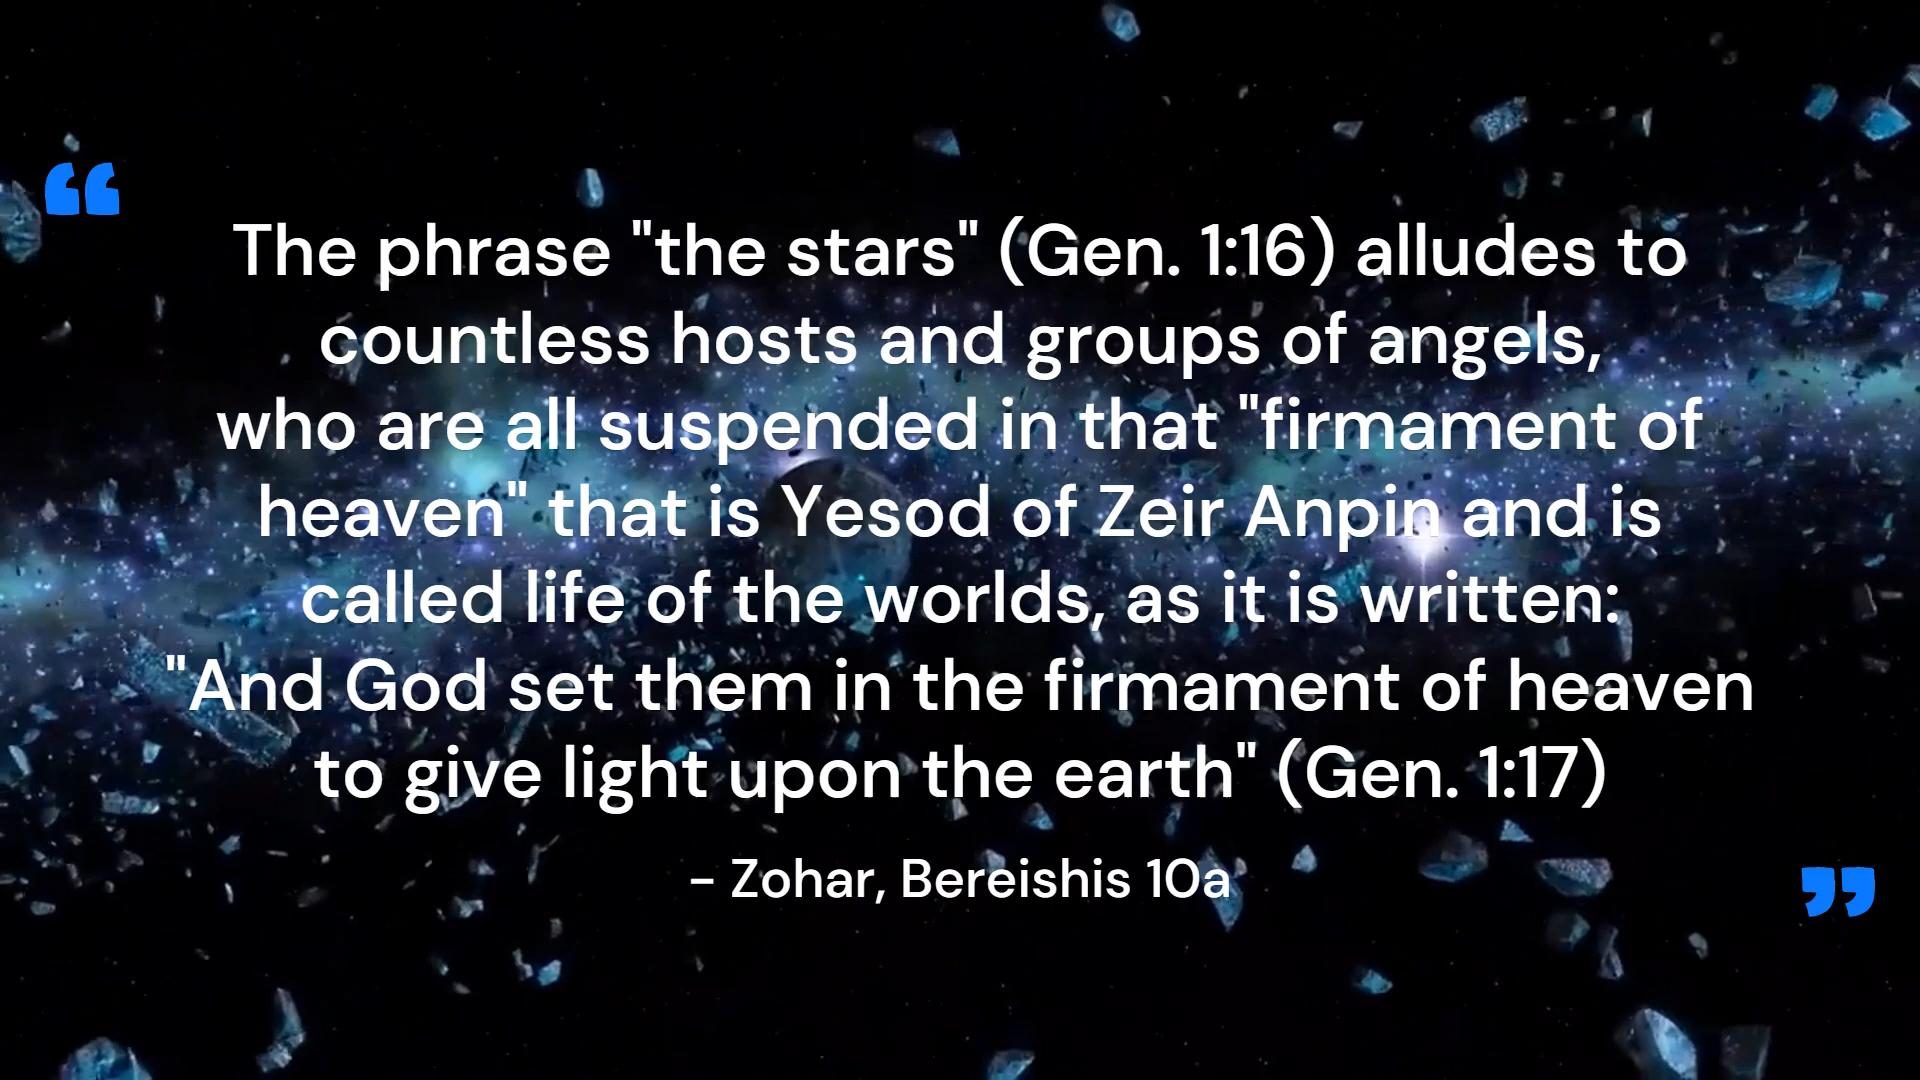 “
The phrase "the stars" (Gen. 1:16) alludes to
countless hosts and groups of angels,
who are all suspended in that "firmament of
heaven" that is Yesod of Zeir Anpin and is
called life of the worlds, as it is written:
"And God set them in the firmament of heaven
to give light upon the earth" (Gen. 1:17)
– Zohar, Bereishis 10a
”